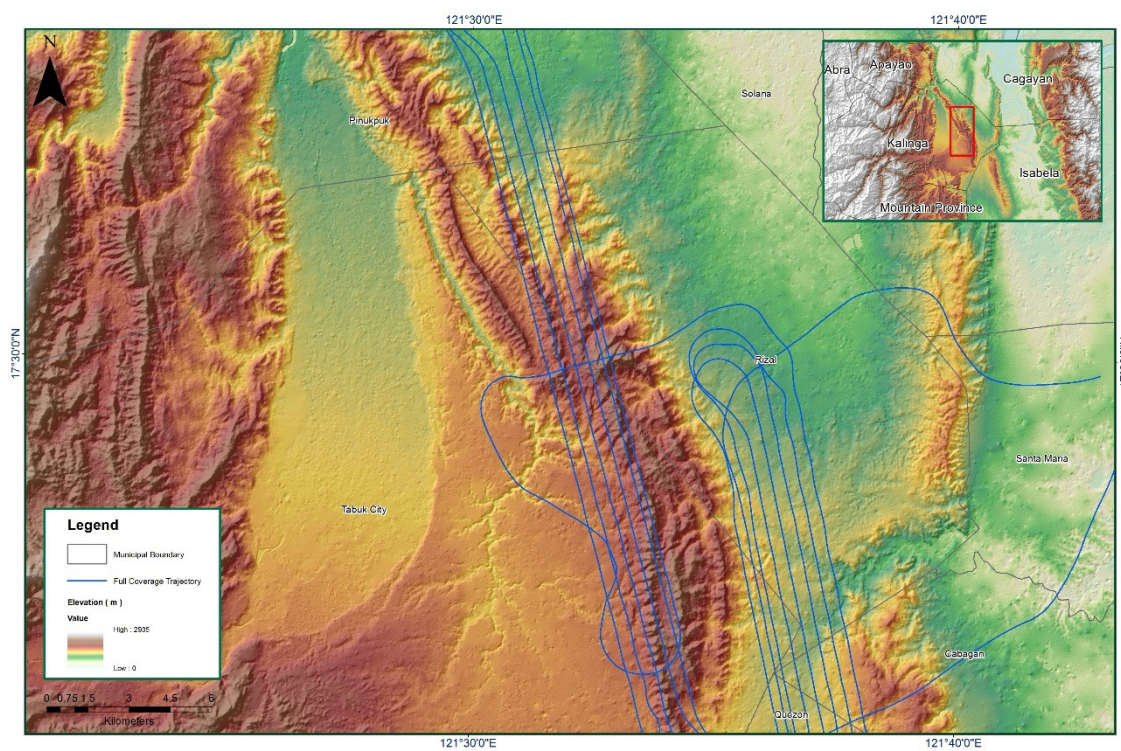 121°30'0"E
121°40'0"E
N
Solana
Pinukpuk
Abra
Apayao
Cagayan
Kalinga
Isabela
Mountain Province
17°30'0"N
Rizal
Santa Maria
Tabuk City
Legend
Municipal Boundary
Full Coverage Trajectory
Elevation ( m )
Value
High : 2935
Low : 0
0 0.75 1.5 3 4.5 6
Kilometers
Cabagan
Quezon
121°30'0"E
121°40'0"E